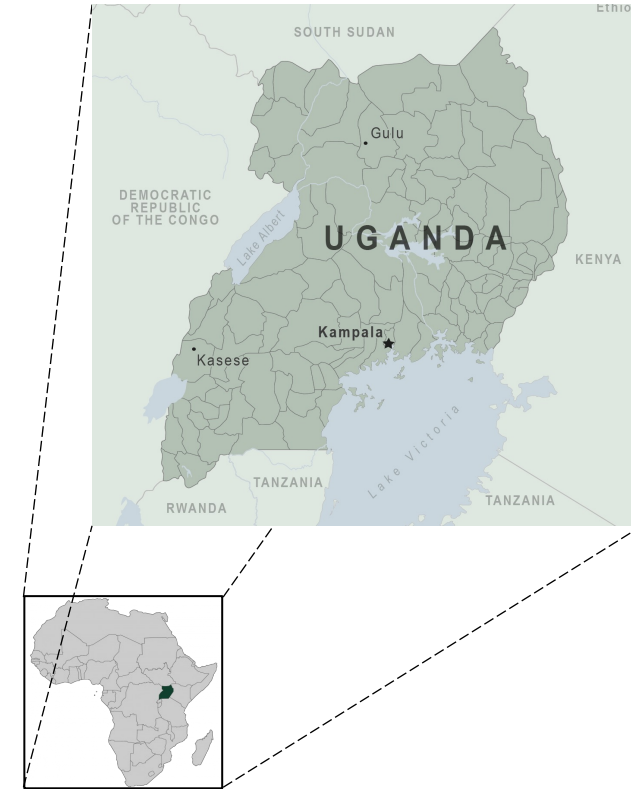 Ethio
SOUTH SUDAN
Gulu
DEMOCRATIC
REPUBLIC
OF THE CONGO
Lake Albert
UGANDA
KENYA
Kampala
Kasese
Lake Victoria
TANZANIA
RWANDA
TANZANIA